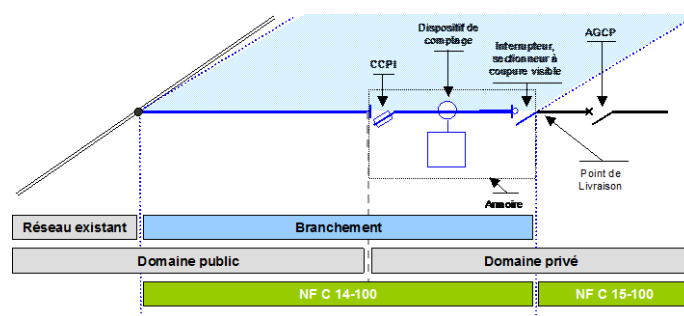 Dispositif de
comptage
Interrupteur,
sectionneur à
coupure visible
AGCP
CCPI
Point de
Livraison
Armoire
Réseau existant
Branchement
Domaine public
Domaine privé
NF C 14-100
NF C 15-100